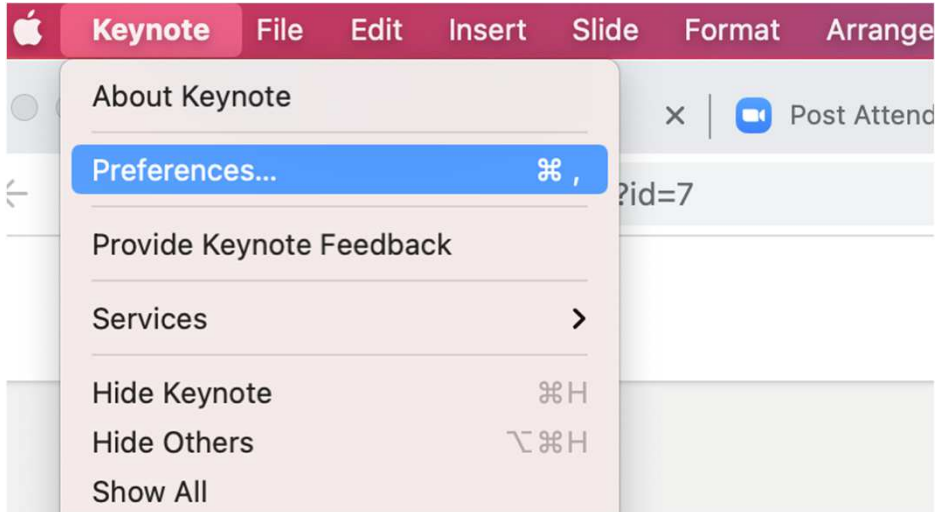 Keynote File Edit Insert Slide Format Arrange
About Keynote
Post Attend
Preferences... ⌘ ,
?id=7
Provide Keynote Feedback
Services
Hide Keynote ⌘H
Hide Others ⌥⌘H
Show All